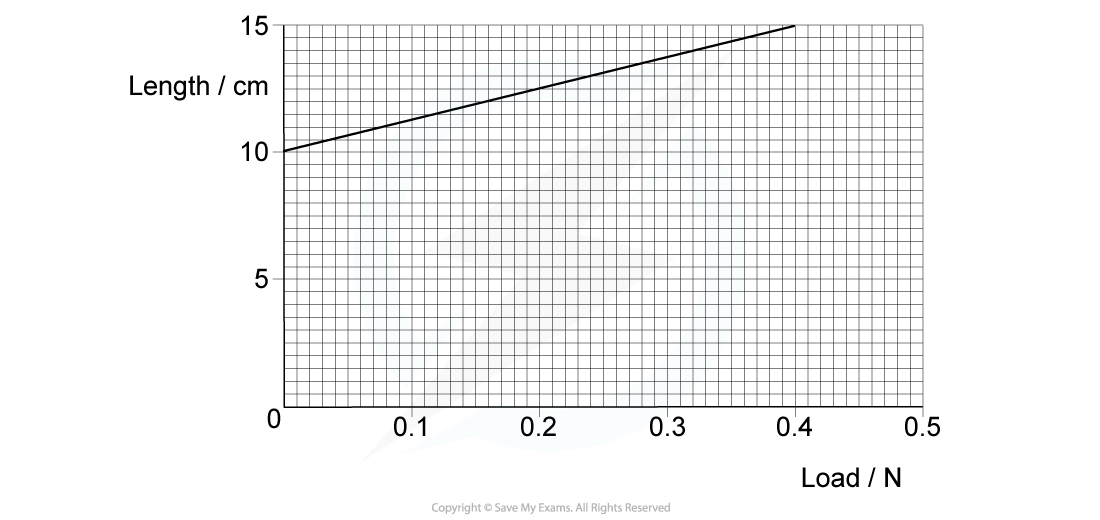 15
Length / cm
10
5
0
0.1 0.2 0.3 0.4 0.5
Load / N
Copyright © Save My Exams. All Rights Reserved